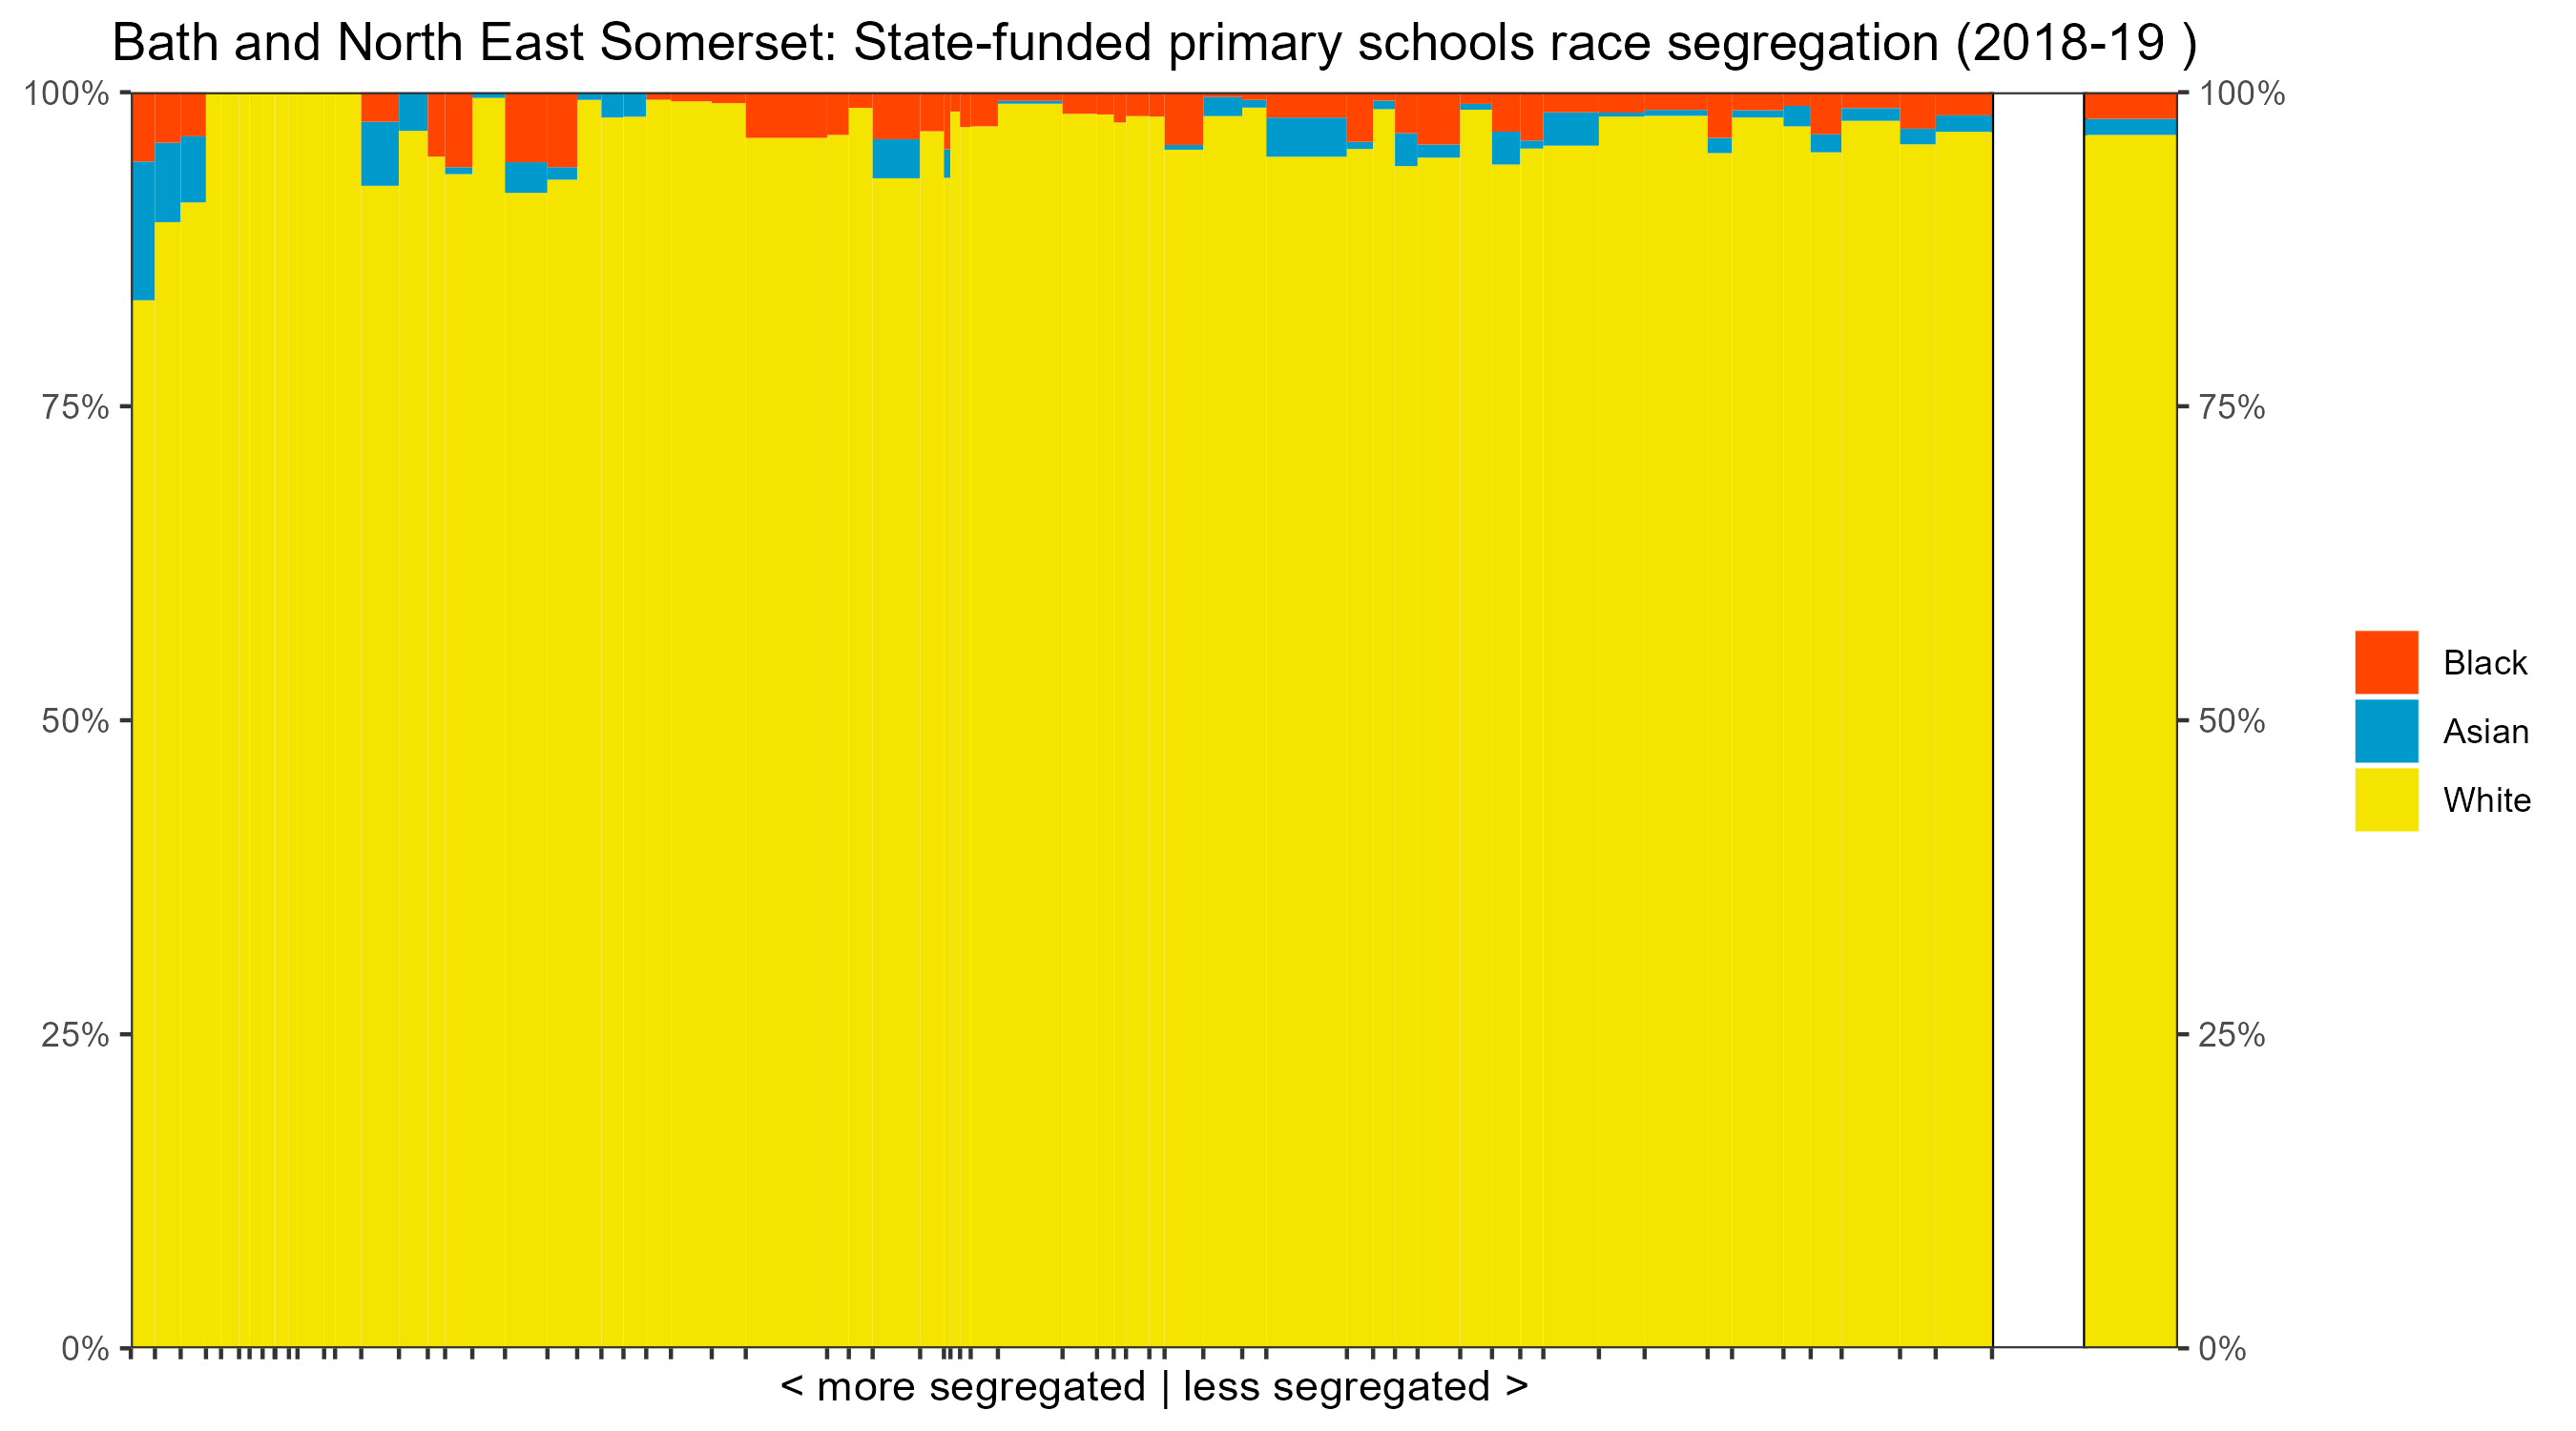 Bath and North East Somerset: State-funded primary schools race segregation (2018-19 )
100%
100%
75%
75%
50%
50%
25%
25%
0%
0%
Black
Asian
White
< more segregated | less segregated >